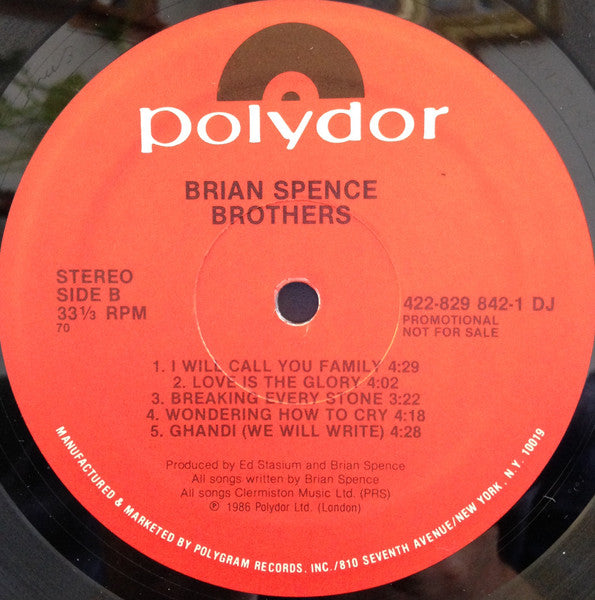 polydor
BRIAN SPENCE
BROTHERS
STEREO
SIDE B
33⅓ RPM
70
422-829 842-1 DJ
PROMOTIONAL
NOT FOR SALE
1. I WILL CALL YOU FAMILY 4:29
2. LOVE IS THE GLORY 4:02
3. BREAKING EVERY STONE 3:22
4. WONDERING HOW TO CRY 4:18
5. GHANDI (WE WILL WRITE) 4:28
Produced by Ed Stasium and Brian Spence
All songs written by Brian Spence
All songs Clermiston Music Ltd. (PRS)
℗ 1986 Polydor Ltd. (London)
MANUFACTURED & MARKETED BY POLYGRAM RECORDS. INC./810 SEVENTH AVENUE/NEW YORK. N.Y. 10019